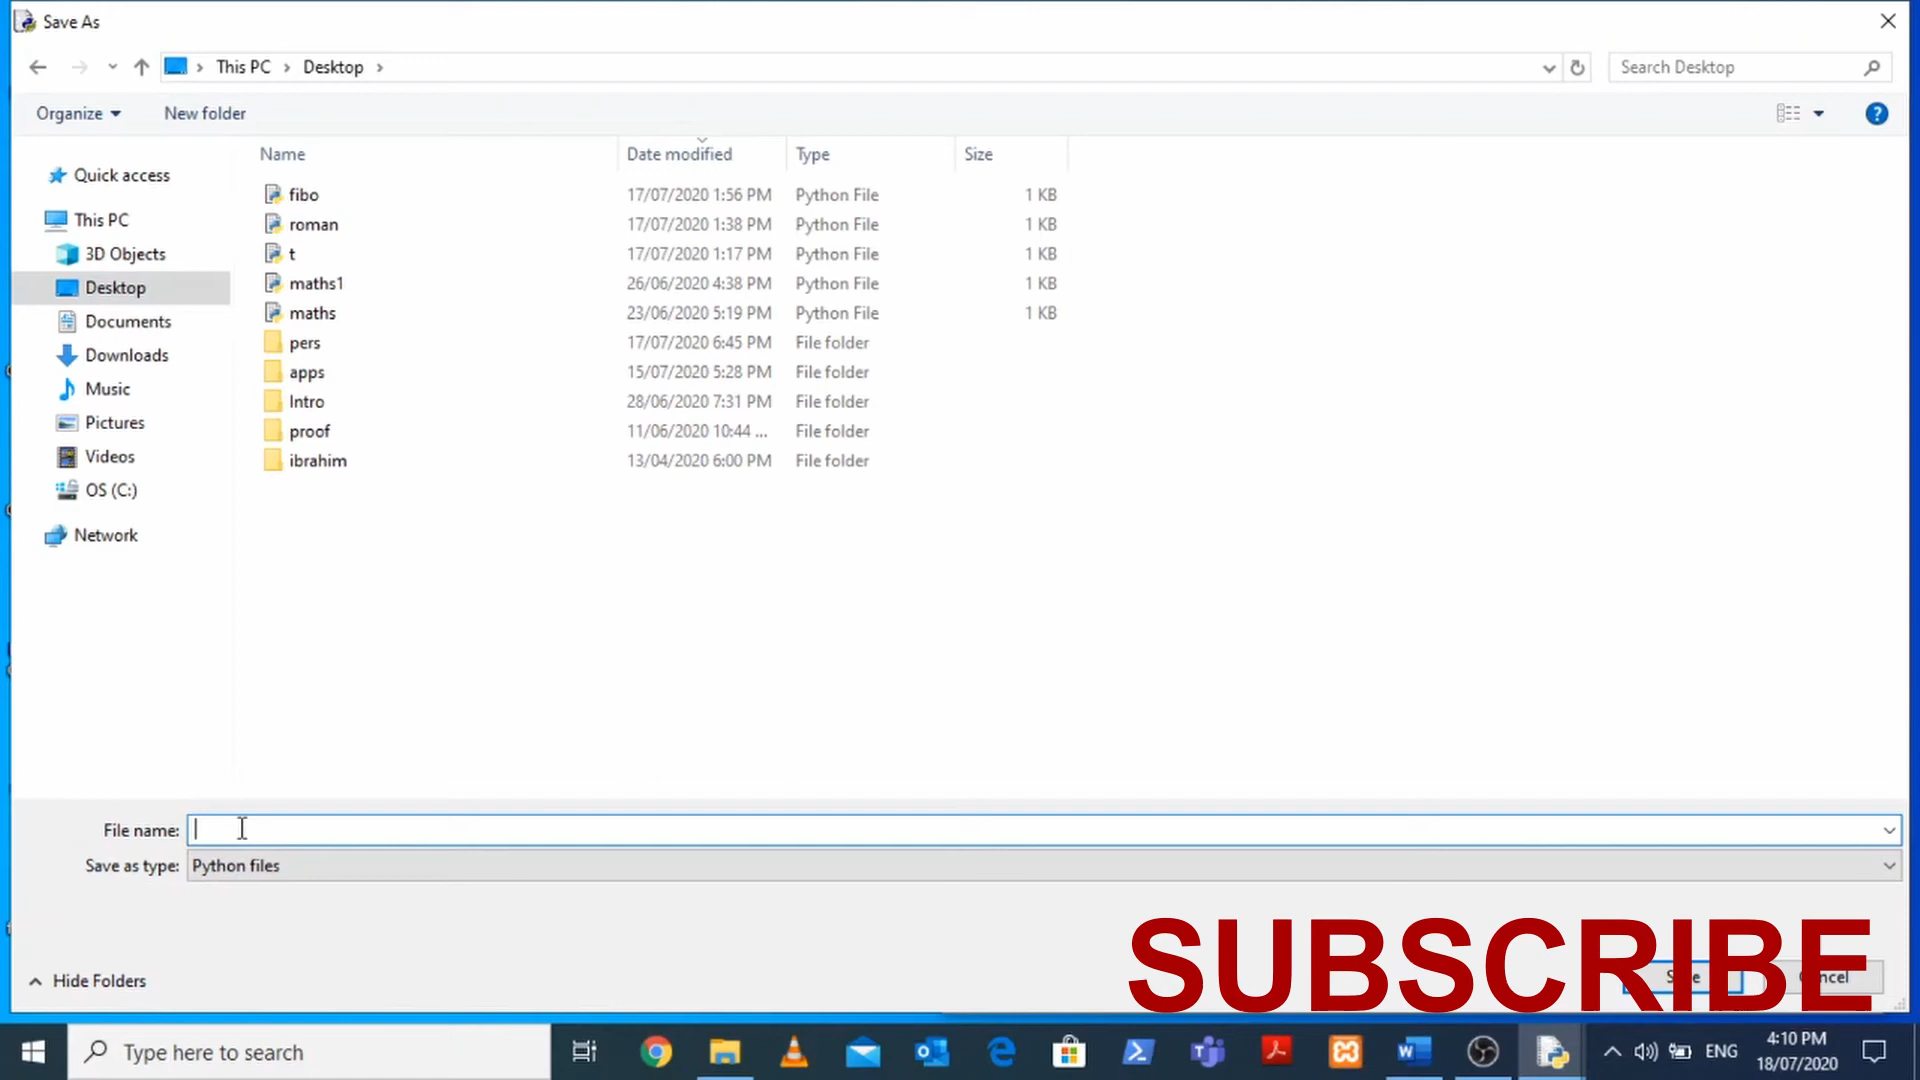 Save As
This PC > Desktop >
Search Desktop
Organize
New folder
Name Date modified Type Size
fibo 17/07/2020 1:56 PM Python File 1 KB
roman 17/07/2020 1:38 PM Python File 1 KB
t 17/07/2020 1:17 PM Python File 1 KB
maths1 26/06/2020 4:38 PM Python File 1 KB
maths 23/06/2020 5:19 PM Python File 1 KB
pers 17/07/2020 6:45 PM File folder
apps 15/07/2020 5:28 PM File folder
Intro 28/06/2020 7:31 PM File folder
proof 11/06/2020 10:44 ... File folder
ibrahim 13/04/2020 6:00 PM File folder
Quick access
This PC
3D Objects
Desktop
Documents
Downloads
Music
Pictures
Videos
OS (C:)
Network
File name:
Save as type: Python files
SUBSCRIBE
Hide Folders
Type here to search
ENG
4:10 PM
18/07/2020